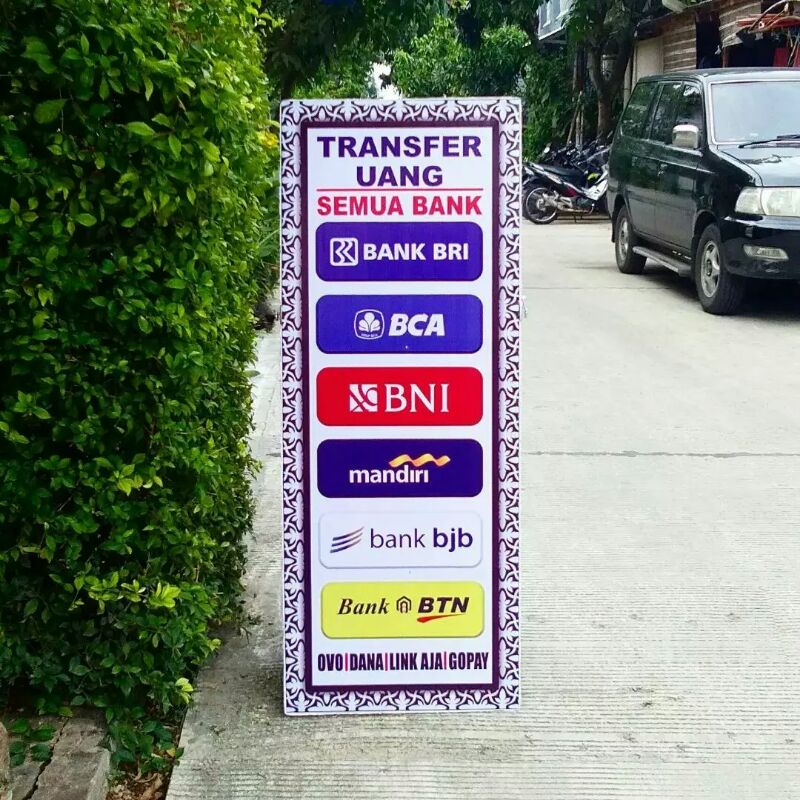 TRANSFER
UANG
SEMUA BANK
BANK BRI
BCA
BNI
mandiri
bank bjb
Bank BTN
OVO|DANA|LINK AJA|GOPAY